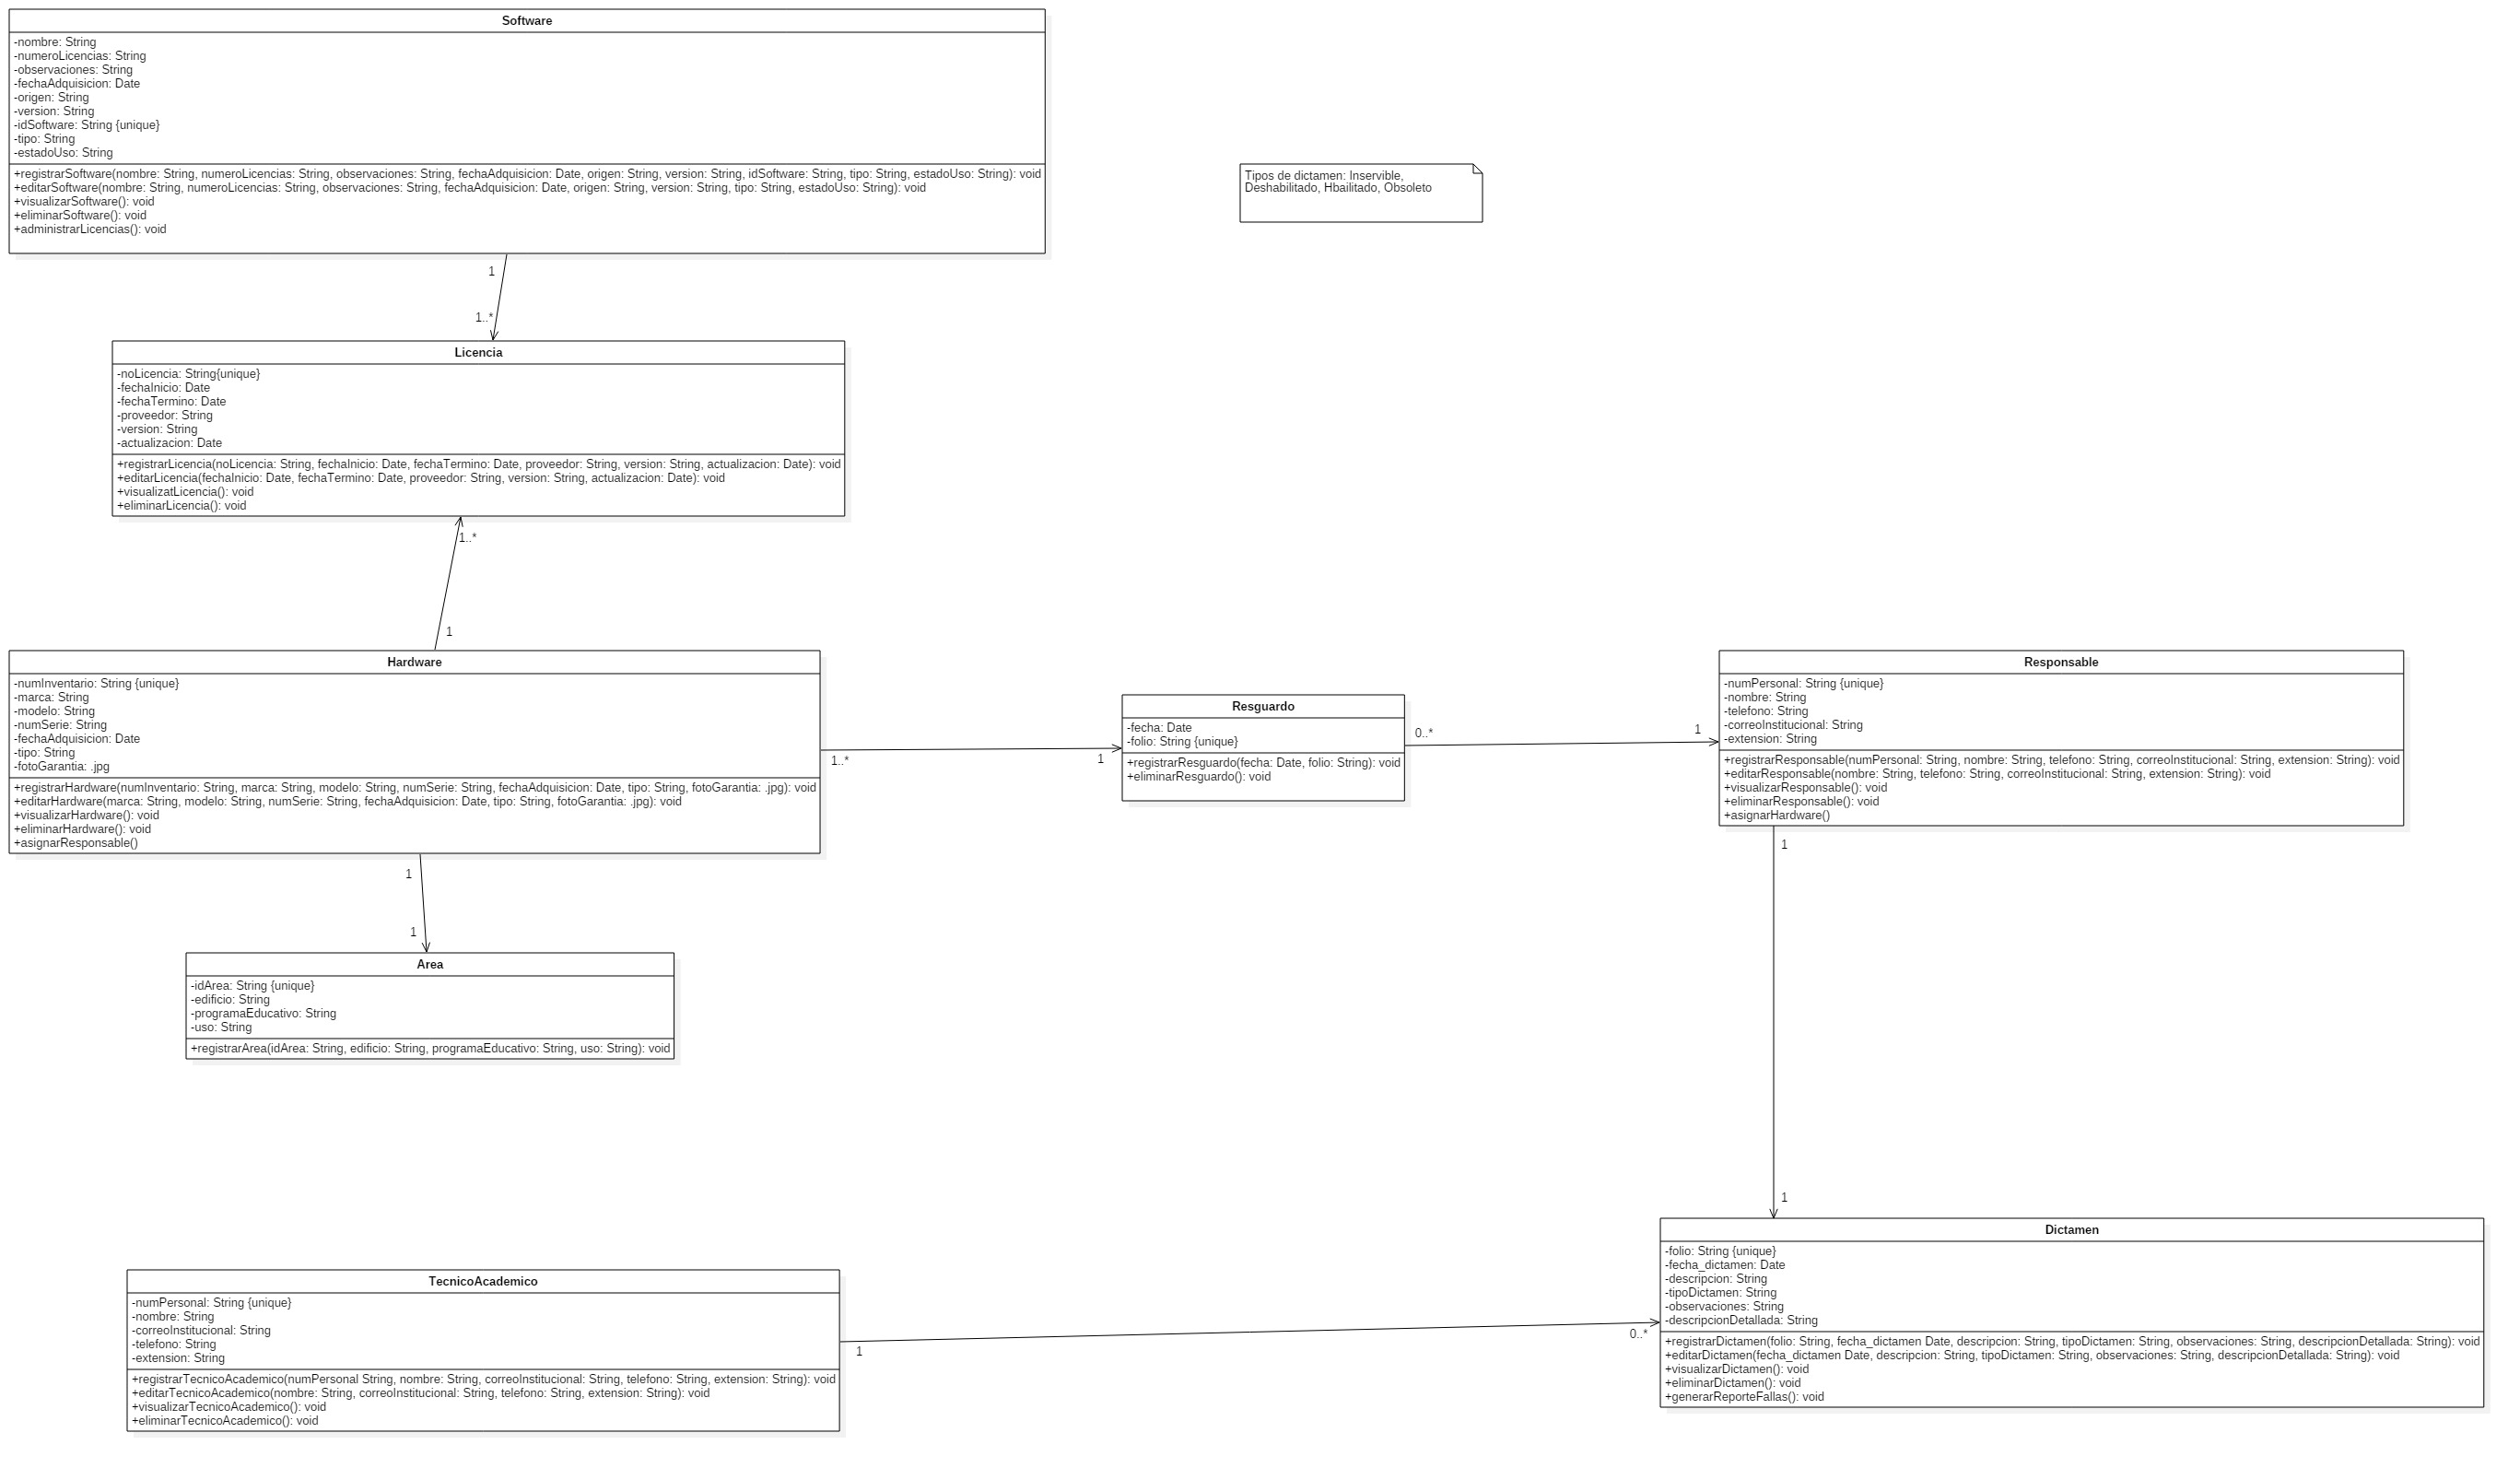 Software
-nombre: String
-numeroLicencias: String
-observaciones: String
-fechaAdquisicion: Date
-origen: String
-version: String
-idSoftware: String {unique}
-tipo: String
-estadoUso: String
+registrarSoftware(nombre: String, numeroLicencias: String, observaciones: String, fechaAdquisicion: Date, origen: String, version: String, idSoftware: String, tipo: String, estadoUso: String): void
+editarSoftware(nombre: String, numeroLicencias: String, observaciones: String, fechaAdquisicion: Date, origen: String, version: String, tipo: String, estadoUso: String): void
+visualizarSoftware(): void
+eliminarSoftware(): void
+administrarLicencias(): void
Tipos de dictamen: Inservible,
Deshabilitado, Hbailitado, Obsoleto
1
1..*
Licencia
-noLicencia: String{unique}
-fechaInicio: Date
-fechaTermino: Date
-proveedor: String
-version: String
-actualizacion: Date
+registrarLicencia(noLicencia: String, fechaInicio: Date, fechaTermino: Date, proveedor: String, version: String, actualizacion: Date): void
+editarLicencia(fechaInicio: Date, fechaTermino: Date, proveedor: String, version: String, actualizacion: Date): void
+visualizatLicencia(): void
+eliminarLicencia(): void
1..*
1
Hardware
-numInventario: String {unique}
-marca: String
-modelo: String
-numSerie: String
-fechaAdquisicion: Date
-tipo: String
-fotoGarantia: .jpg
+registrarHardware(numInventario: String, marca: String, modelo: String, numSerie: String, fechaAdquisicion: Date, tipo: String, fotoGarantia: .jpg): void
+editarHardware(marca: String, modelo: String, numSerie: String, fechaAdquisicion: Date, tipo: String, fotoGarantia: .jpg): void
+visualizarHardware(): void
+eliminarHardware(): void
+asignarResponsable()
1..*
1
Resguardo
-fecha: Date
-folio: String {unique}
+registrarResguardo(fecha: Date, folio: String): void
+eliminarResguardo(): void
0..*
1
Responsable
-numPersonal: String {unique}
-nombre: String
-telefono: String
-correoInstitucional: String
-extension: String
+registrarResponsable(numPersonal: String, nombre: String, telefono: String, correoInstitucional: String, extension: String): void
+editarResponsable(nombre: String, telefono: String, correoInstitucional: String, extension: String): void
+visualizarResponsable(): void
+eliminarResponsable(): void
+asignarHardware()
1
1
1
1
Area
-idArea: String {unique}
-edificio: String
-programaEducativo: String
-uso: String
+registrarArea(idArea: String, edificio: String, programaEducativo: String, uso: String): void
TecnicoAcademico
-numPersonal: String {unique}
-nombre: String
-correoInstitucional: String
-telefono: String
-extension: String
+registrarTecnicoAcademico(numPersonal String, nombre: String, correoInstitucional: String, telefono: String, extension: String): void
+editarTecnicoAcademico(nombre: String, correoInstitucional: String, telefono: String, extension: String): void
+visualizarTecnicoAcademico(): void
+eliminarTecnicoAcademico(): void
1
0..*
Dictamen
-folio: String {unique}
-fecha_dictamen: Date
-descripcion: String
-tipoDictamen: String
-observaciones: String
-descripcionDetallada: String
+registrarDictamen(folio: String, fecha_dictamen Date, descripcion: String, tipoDictamen: String, observaciones: String, descripcionDetallada: String): void
+editarDictamen(fecha_dictamen Date, descripcion: String, tipoDictamen: String, observaciones: String, descripcionDetallada: String): void
+visualizarDictamen(): void
+eliminarDictamen(): void
+generarReporteFallas(): void